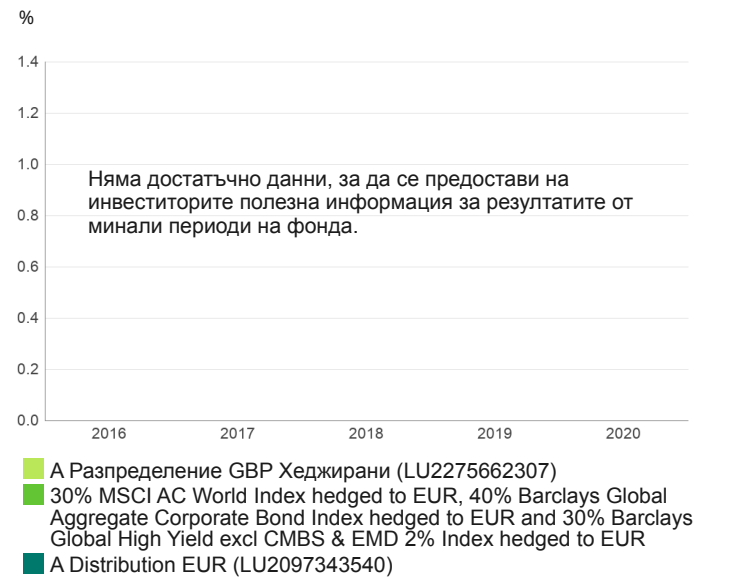 %
1.4
1.2
1.0
Няма достатъчно данни, за да се предостави на
инвеститорите полезна информация за резултатите от
0.8
минали периоди на фонда.
0.6
0.4
0.2
0.0
2016 2017 2018 2019 2020
A Разпределение GBP Хеджирани (LU2275662307)
30% MSCI AC World Index hedged to EUR, 40% Barclays Global
Aggregate Corporate Bond Index hedged to EUR and 30% Barclays
Global High Yield excl CMBS & EMD 2% Index hedged to EUR
A Distribution EUR (LU2097343540)